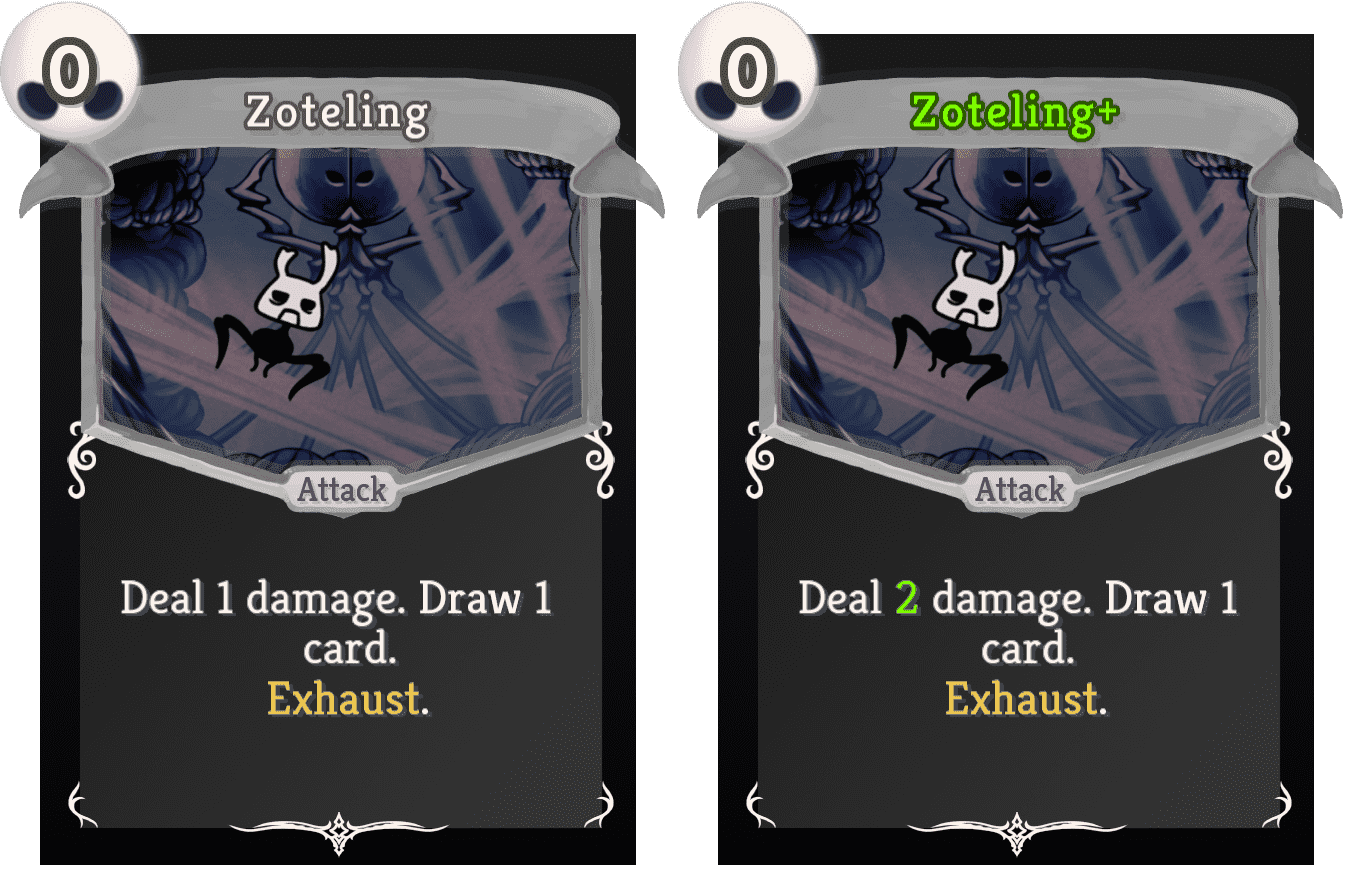 0
Zoteling
Attack
Deal 1 damage. Draw 1
card.
Exhaust.
0
Zoteling+
Attack
Deal 2 damage. Draw 1
card.
Exhaust.